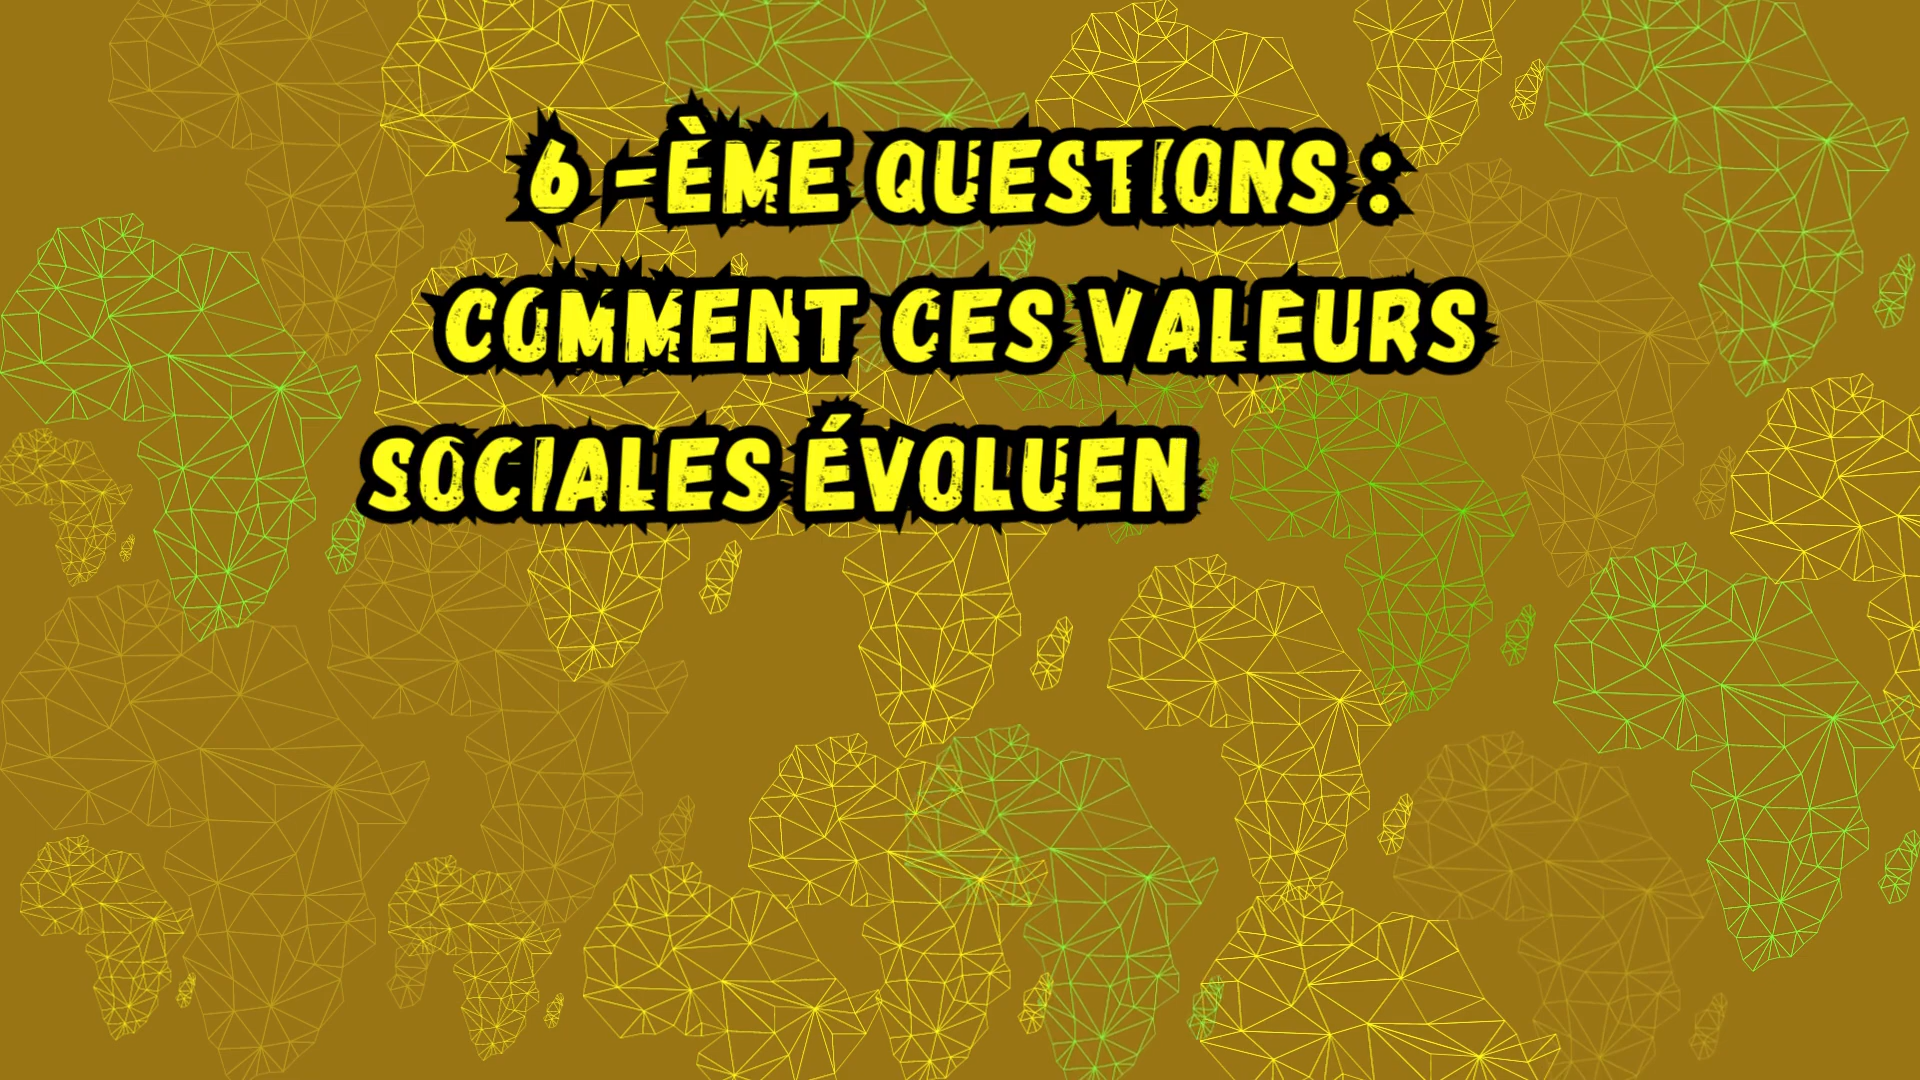 6 -ÈME QUESTIONS :
COMMENT CES VALEURS
SOCIALES ÉVOLUEN